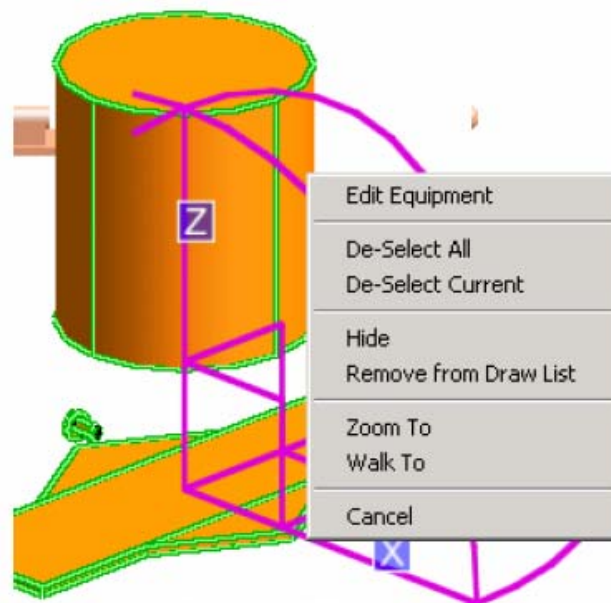 Z
Edit Equipment
De-Select All
De-Select Current
Hide
Remove from Draw List
Zoom To
Walk To
Cancel
X